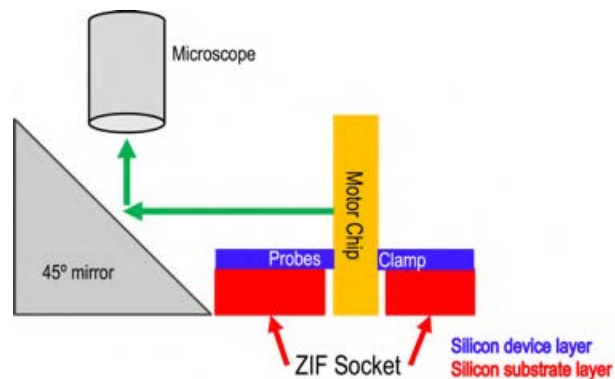 Microscope
Motor Chip
45º mirror
Probes
Clamp
ZIF Socket
Silicon device layer
Silicon substrate layer